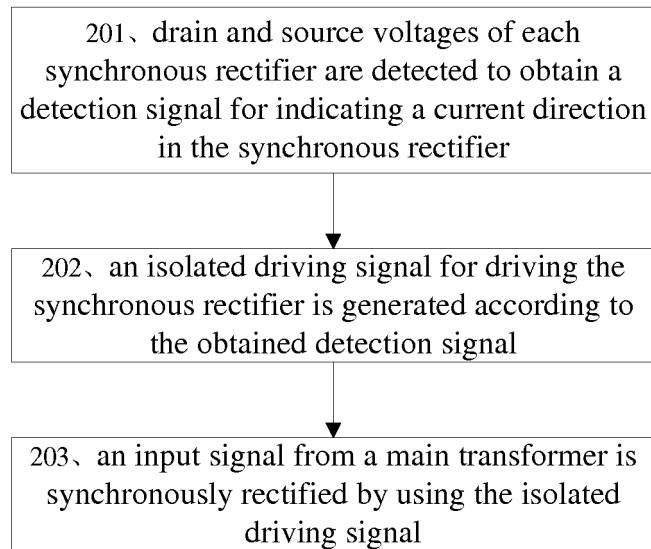 201、drain and source voltages of each
synchronous rectifier are detected to obtain a
detection signal for indicating a current direction
in the synchronous rectifier
202、an isolated driving signal for driving the
synchronous rectifier is generated according to
the obtained detection signal
203、an input signal from a main transformer is
synchronously rectified by using the isolated
driving signal